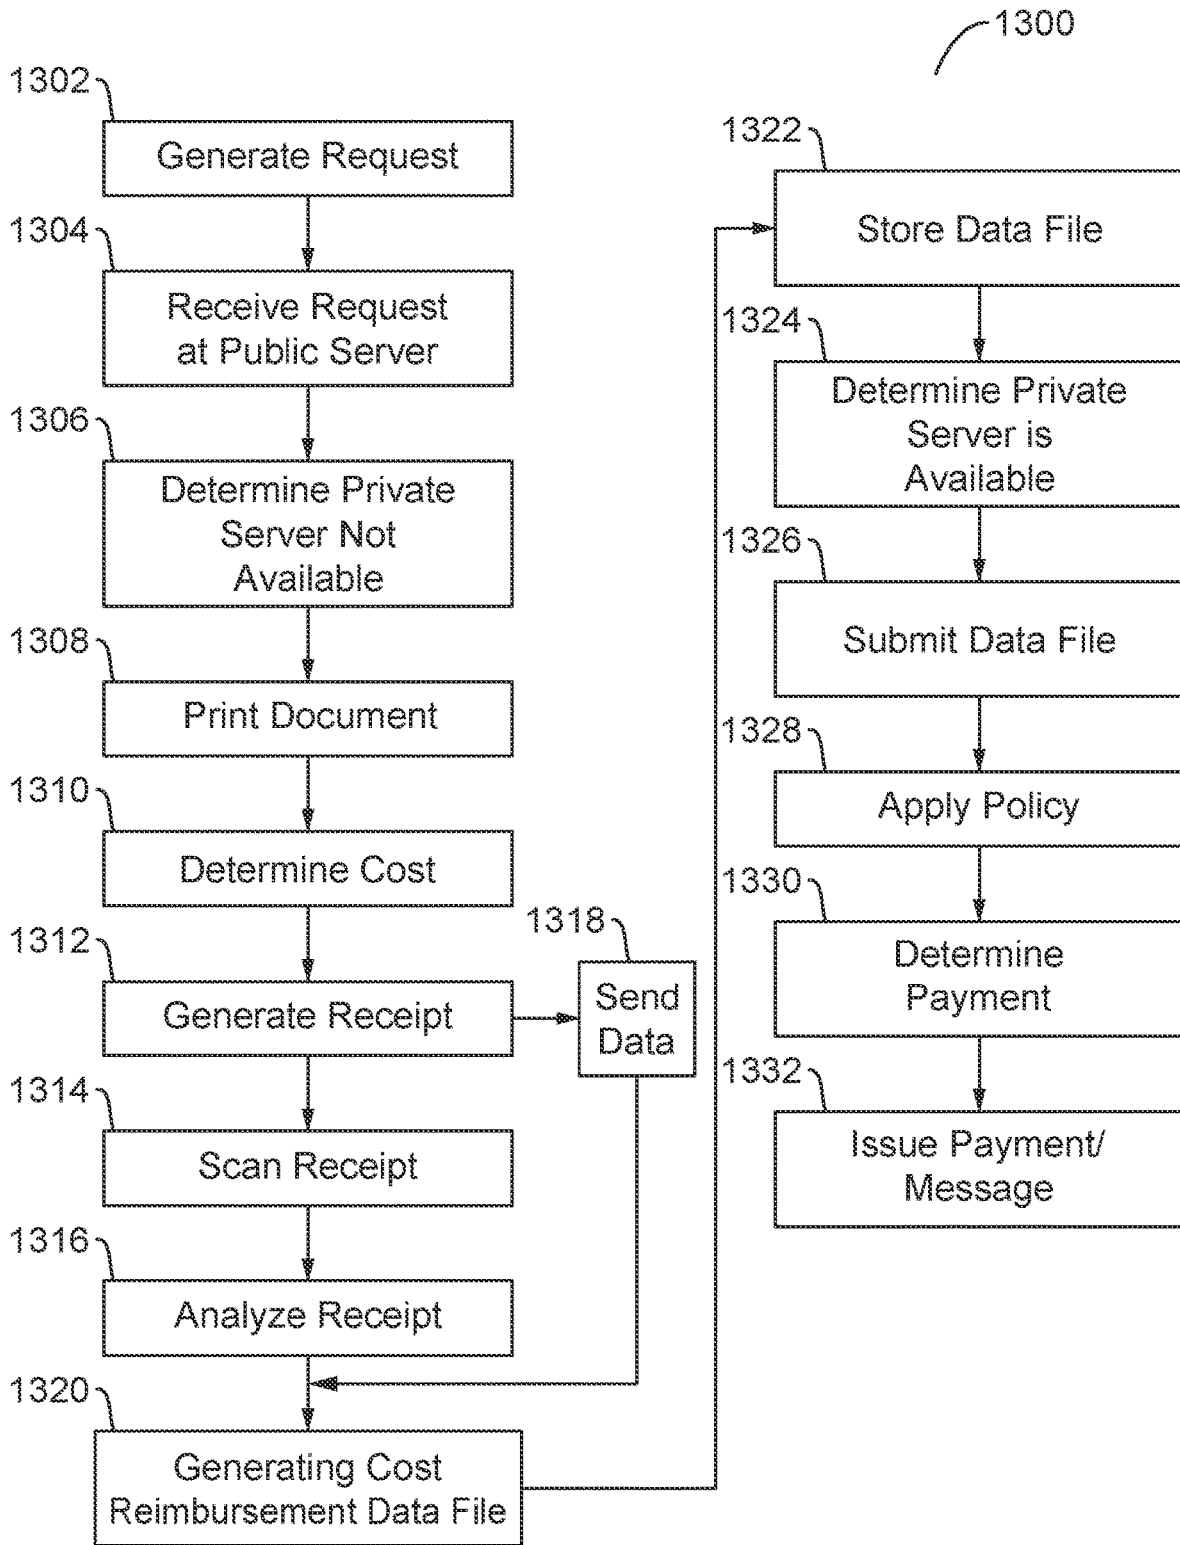 1300
1302
Generate Request
1304
Receive Request
at Public Server
1306
Determine Private
Server Not
Available
1308
Print Document
1310
Determine Cost
1312
Generate Receipt
1318
Send
Data
1314
Scan Receipt
1316
Analyze Receipt
1320
Generating Cost
Reimbursement Data File
1322
Store Data File
1324
Determine Private
Server is
Available
1326
Submit Data File
1328
Apply Policy
1330
Determine
Payment
1332
Issue Payment/
Message